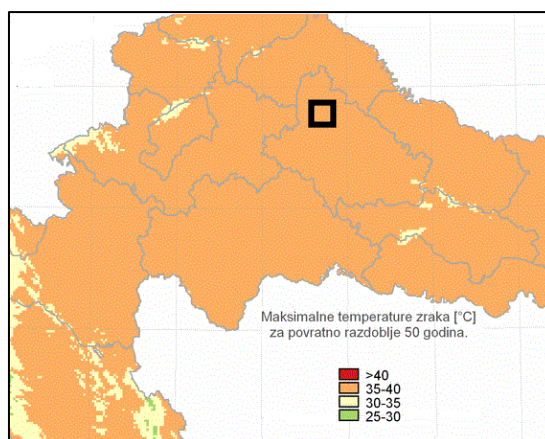 Maksimalne temperature zraka [°C]
za povratno razdoblje 50 godina.
>40
35-40
30-35
25-30